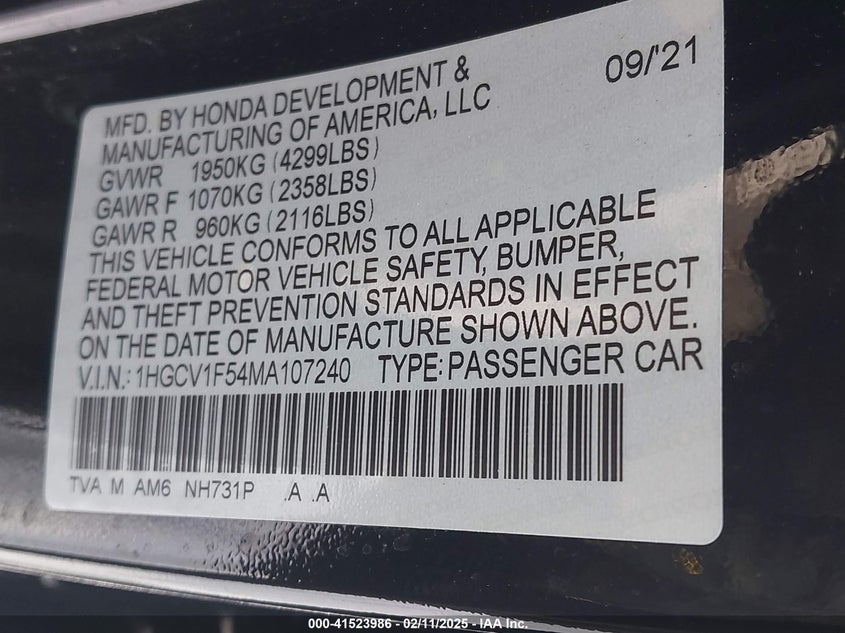 09/'21
MFD. BY HONDA DEVELOPMENT &
MANUFACTURING OF AMERICA, LLC
GVWR 1950KG (4299LBS)
GAWR F 1070KG (2358LBS)
GAWR R 960KG (2116LBS)
THIS VEHICLE CONFORMS TO ALL APPLICABLE
FEDERAL MOTOR VEHICLE SAFETY, BUMPER,
AND THEFT PREVENTION STANDARDS IN EFFECT
ON THE DATE OF MANUFACTURE SHOWN ABOVE.
V.I.N.: 1HGCV1F54MA107240 TYPE: PASSENGER CAR
TVA M AM6 NH731P .A .A
000-41523986 - 02/11/2025 - IAA Inc.